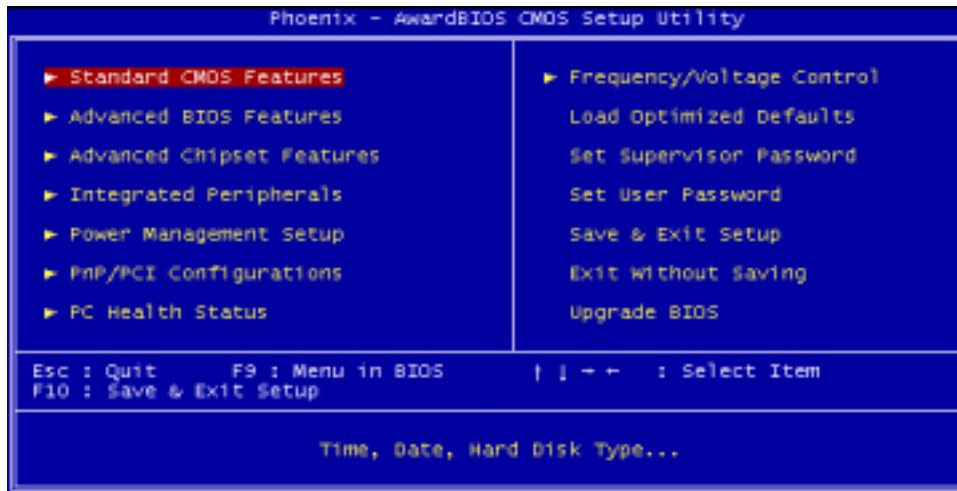 Phoenix - AwardBIOS CMOS Setup Utility
► Standard CMOS Features
► Advanced BIOS Features
► Advanced Chipset Features
► Integrated Peripherals
► Power Management Setup
► PnP/PCI Configurations
► PC Health Status
► Frequency/Voltage Control
Load Optimized Defaults
Set Supervisor Password
Set User Password
Save & Exit Setup
Exit Without Saving
Upgrade BIOS
Esc : Quit F9 : Menu in BIOS ↑ ↓ → ← : Select Item
F10 : Save & Exit Setup
Time, Date, Hard Disk Type...